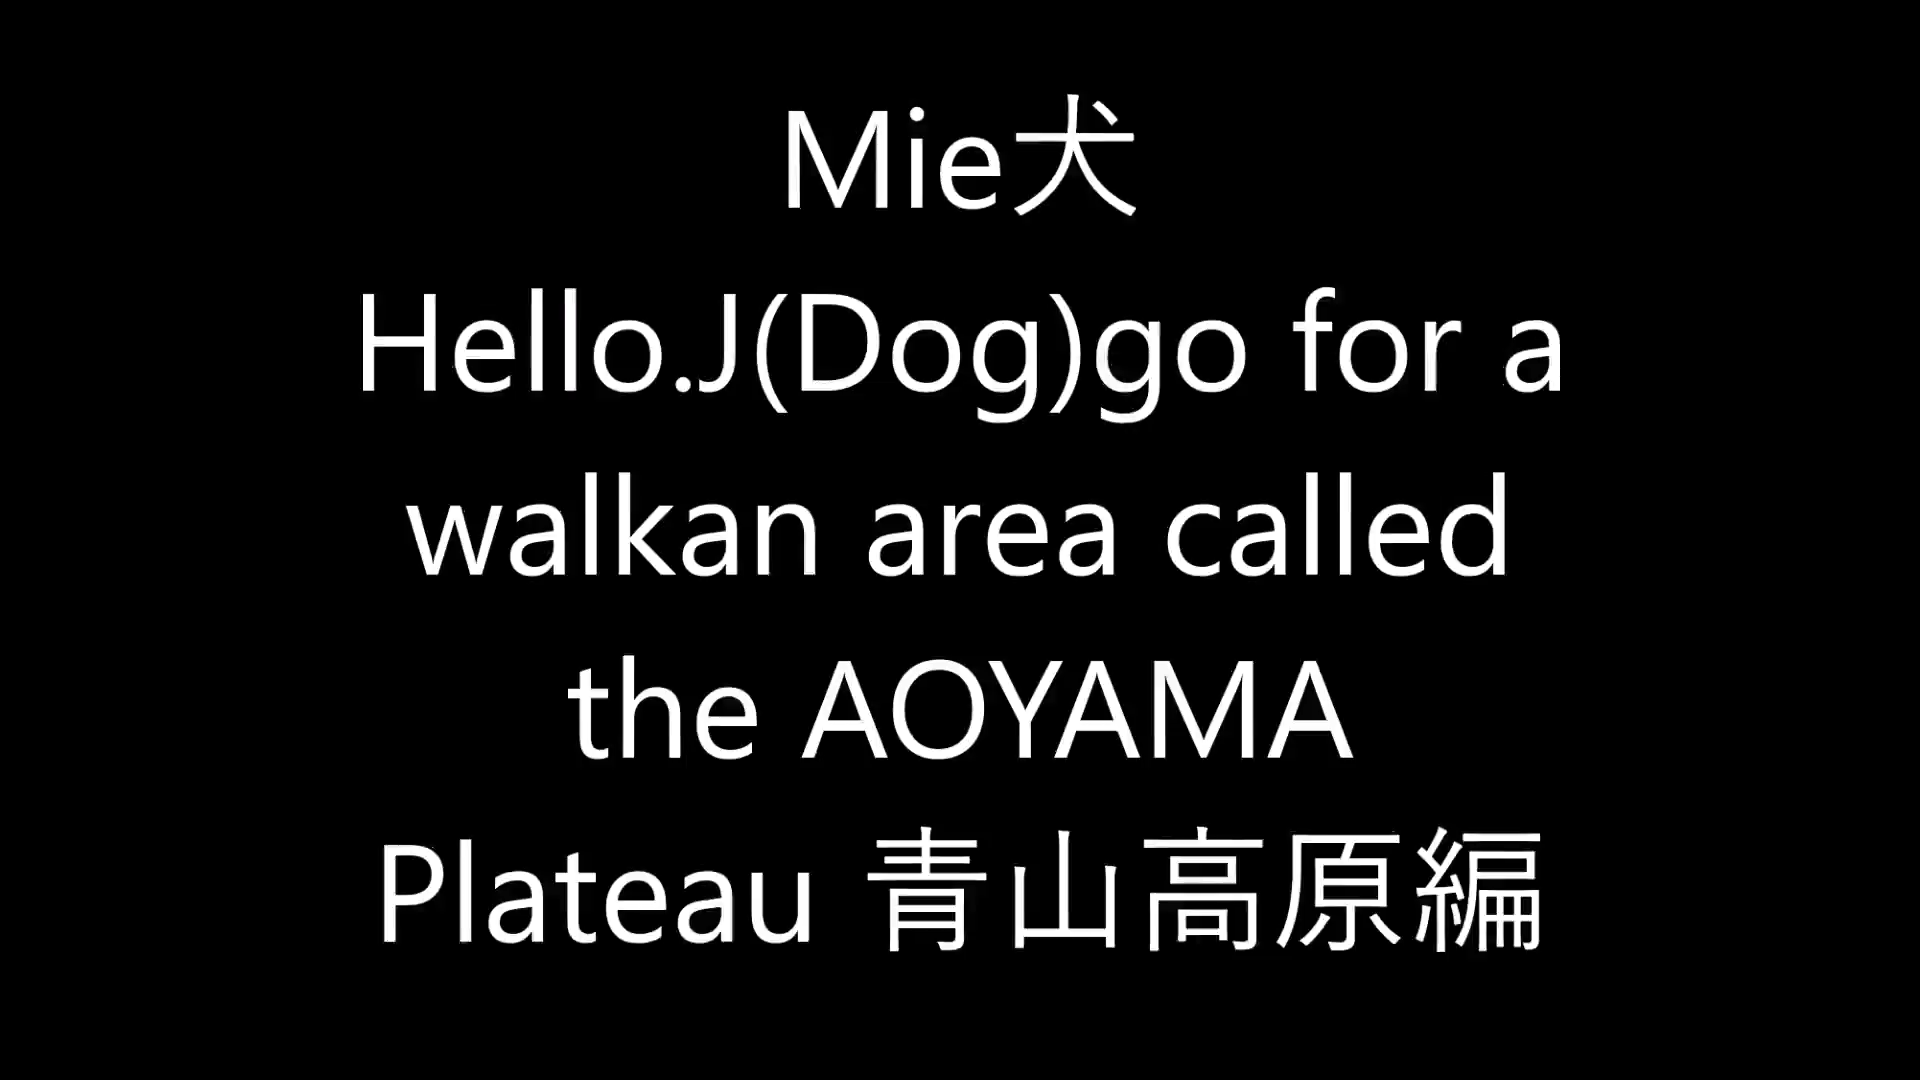 Mie犬
Hello.J(Dog)go for a
walkan area called
the AOYAMA
Plateau 青山高原編